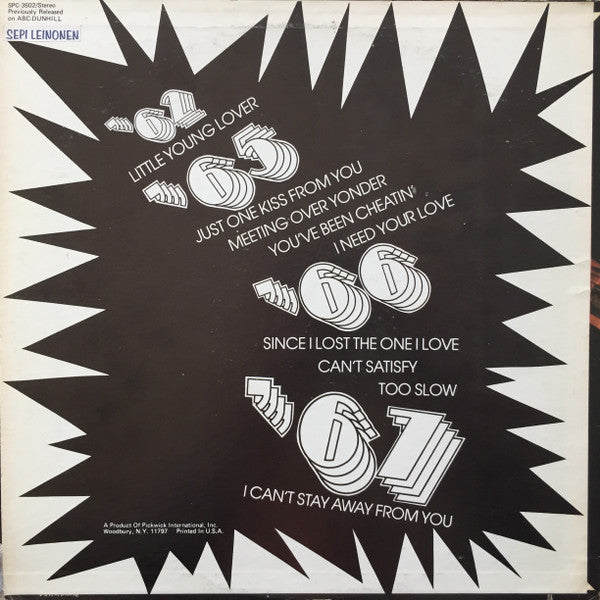 SPC-3502/Stereo
Previously Released
on ABC-DUNHILL
SEPI LEINONEN
'62
LITTLE YOUNG LOVER
'65
JUST ONE KISS FROM YOU
MEETING OVER YONDER
YOU'VE BEEN CHEATIN'
I NEED YOUR LOVE
'66
SINCE I LOST THE ONE I LOVE
CAN'T SATISFY
TOO SLOW
'67
I CAN'T STAY AWAY FROM YOU
A Product Of Pickwick International, Inc.
Woodbury, N.Y. 11797 Printed In U.S.A.